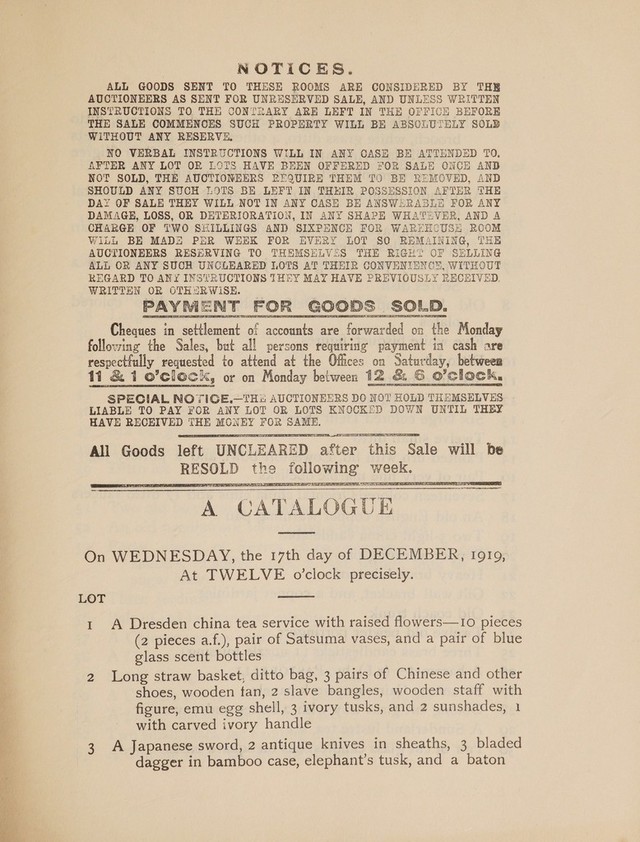 NOTICES.
ALL GOODS SENT TO THESE ROOMS ARE CONSIDERED BY THE
AUCTIONEERS AS SENT FOR UNRESERVED SALE, AND UNLESS WRITTEN
INSTRUCTIONS TO THE CONTRARY ARE LEFT IN THE OFFICE BEFORE
THE SALE COMMENCES SUCH PROPERTY WILL BE ABSOLUTELY SOLD
WITHOUT ANY RESERVE.
NO VERBAL INSTRUCTIONS WILL IN ANY CASE BE ATTENDED TO.
AFTER ANY LOT OR LOTS HAVE BEEN OFFERED FOR SALE ONCE AND
NOT SOLD, THE AUCTIONEERS REQUIRE THEM TO BE REMOVED, AND
SHOULD ANY SUCH LOTS BE LEFT IN THEIR POSSESSION AFTER THE
DAY OF SALE THEY WILL NOT IN ANY CASE BE ANSWERABLE FOR ANY
DAMAGE, LOSS, OR DETERIORATION, IN ANY SHAPE WHATEVER, AND A
CHARGE OF TWO SHILLINGS AND SIXPENCE FOR WAREHOUSE ROOM
WILL BE MADE PER WEEK FOR EVERY LOT SO REMAINING, THE
AUCTIONEERS RESERVING TO THEMSELVES THE RIGHT OF SELLING
ALL OR ANY SUCH UNCLEARED LOTS AT THEIR CONVENIENCE, WITHOUT
REGARD TO ANY INSTRUCTIONS THEY MAY HAVE PREVIOUSLY RECEIVED,
WRITTEN OR OTHERWISE.
PAYMENT FOR GOODS SOLD.
Cheques in settlement of accounts are forwarded on the Monday
following the Sales, but all persons requiring payment in cash are
respectfully requested to attend at the Offices on Saturday, between
11 & 1 o'clock, or on Monday between 12 & 6 o'clock.
SPECIAL NOTICE.—THE AUCTIONEERS DO NOT HOLD THEMSELVES
LIABLE TO PAY FOR ANY LOT OR LOTS KNOCKED DOWN UNTIL THEY
HAVE RECEIVED THE MONEY FOR SAME.
All Goods left UNCLEARED after this Sale will be
RESOLD the following week.
A CATALOGUE
On WEDNESDAY, the 17th day of DECEMBER, 1919,
At TWELVE o'clock precisely.
LOT
1 A Dresden china tea service with raised flowers—10 pieces
(2 pieces a.f.), pair of Satsuma vases, and a pair of blue
glass scent bottles
2 Long straw basket, ditto bag, 3 pairs of Chinese and other
shoes, wooden fan, 2 slave bangles, wooden staff with
figure, emu egg shell, 3 ivory tusks, and 2 sunshades, 1
with carved ivory handle
3 A Japanese sword, 2 antique knives in sheaths, 3 bladed
dagger in bamboo case, elephant's tusk, and a baton